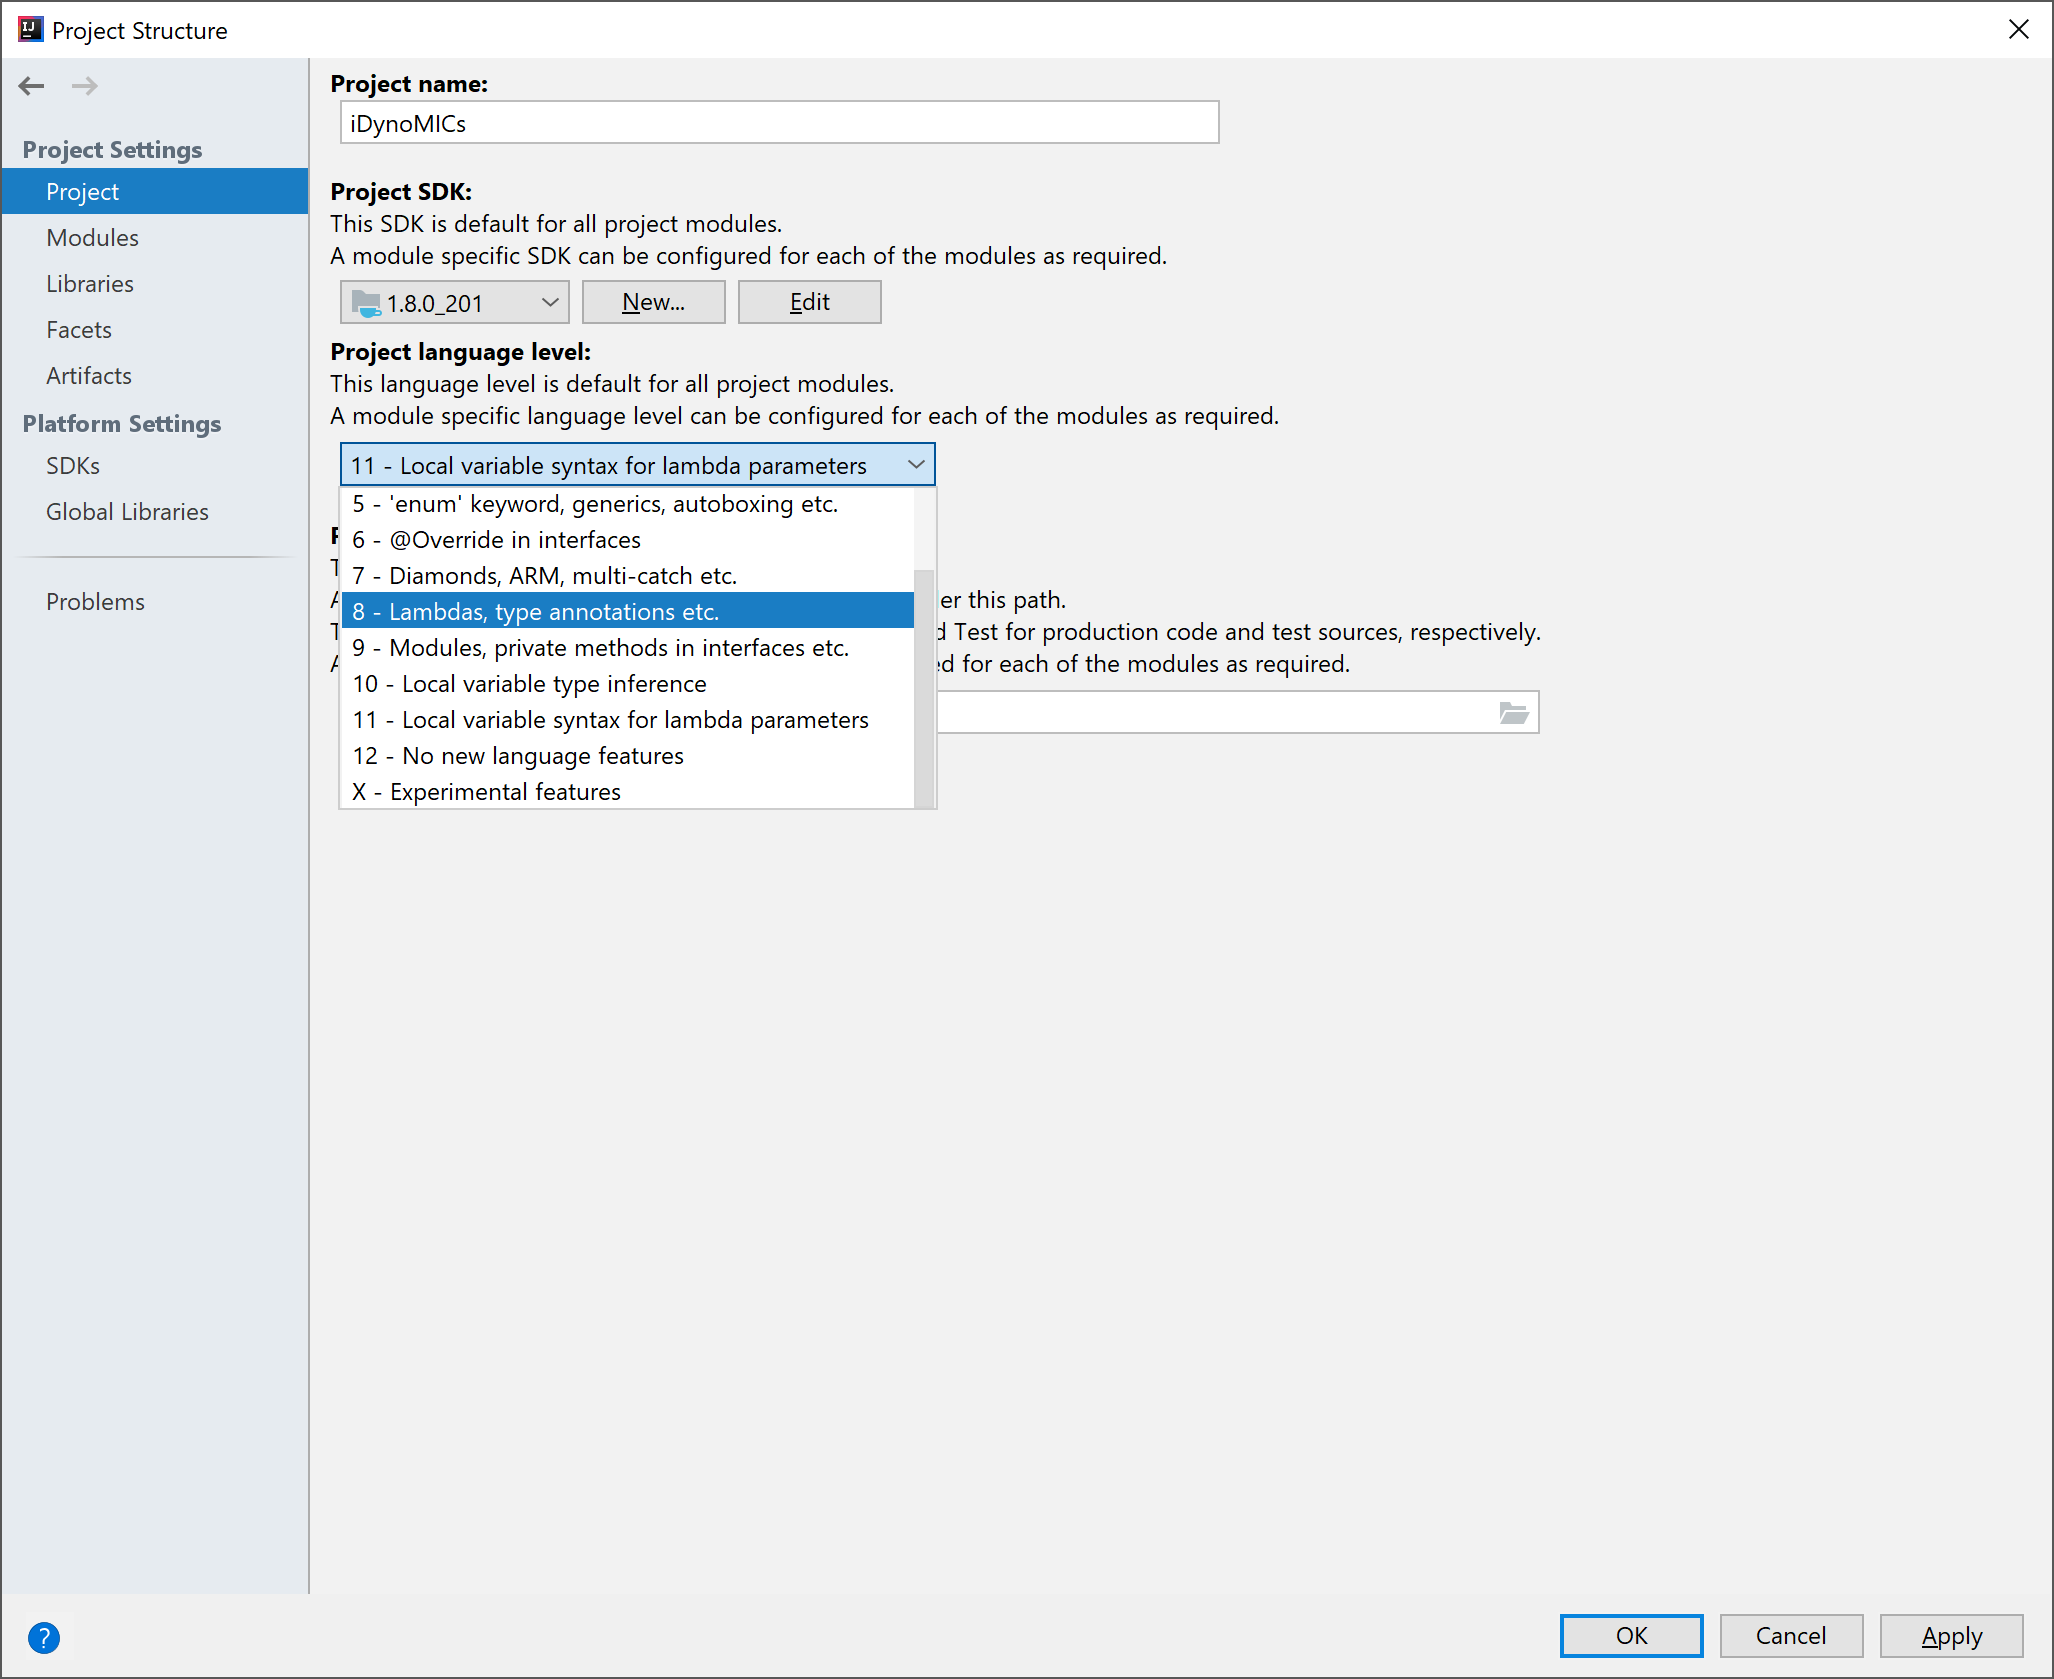 Project Structure
Project Settings
Project
Modules
Libraries
Facets
Artifacts
Platform Settings
SDKs
Global Libraries
Problems
Project name:
iDynoMICs
Project SDK:
This SDK is default for all project modules.
A module specific SDK can be configured for each of the modules as required.
1.8.0_201
New...
Edit
Project language level:
This language level is default for all project modules.
A module specific language level can be configured for each of the modules as required.
11 - Local variable syntax for lambda parameters
5 - 'enum' keyword, generics, autoboxing etc.
6 - @Override in interfaces
7 - Diamonds, ARM, multi-catch etc.
8 - Lambdas, type annotations etc.
9 - Modules, private methods in interfaces etc.
10 - Local variable type inference
11 - Local variable syntax for lambda parameters
12 - No new language features
X - Experimental features
this path.
Test for production code and test sources, respectively.
for each of the modules as required.
?
OK
Cancel
Apply